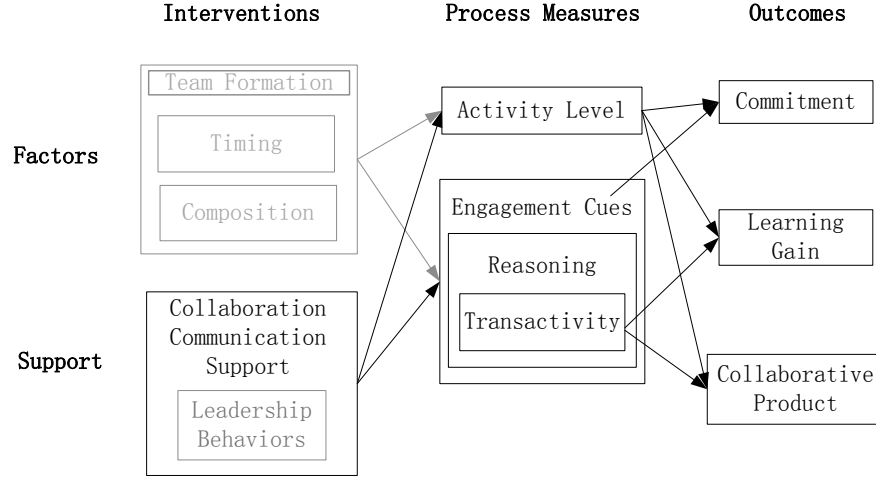 Interventions
Process Measures
Outcomes
Factors
Team Formation
Timing
Composition
Activity Level
Commitment
Engagement Cues
Reasoning
Transactivity
Learning
Gain
Support
Collaboration
Communication
Support
Leadership
Behaviors
Collaborative
Product